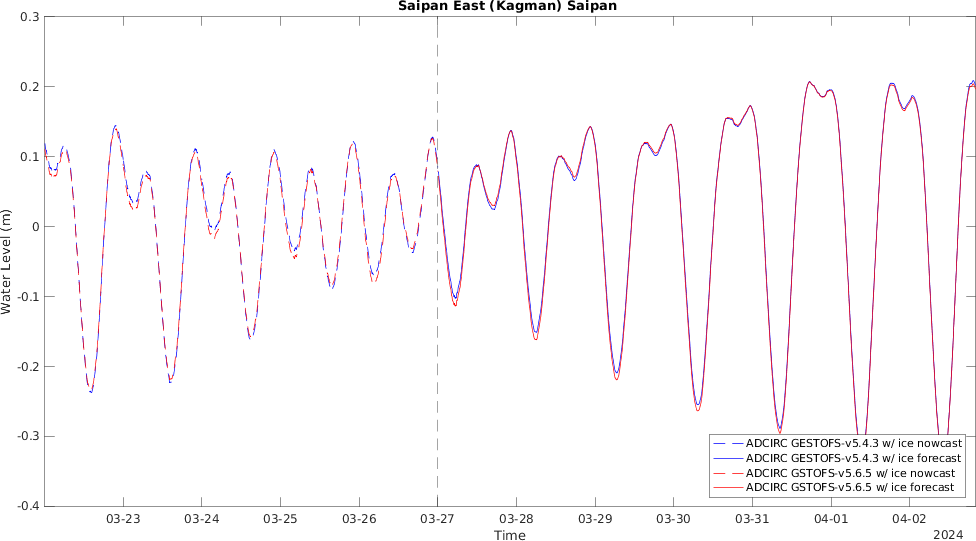 Saipan East (Kagman) Saipan
0.3
0.2
0.1
0
-0.1
-0.2
-0.3
-0.4
Water Level (m)
ADCIRC GESTOFS-v5.4.3 w/ ice nowcast
ADCIRC GESTOFS-v5.4.3 w/ ice forecast
ADCIRC GSTOFS-v5.6.5 w/ ice nowcast
ADCIRC GSTOFS-v5.6.5 w/ ice forecast
03-23 03-24 03-25 03-26 03-27 03-28 03-29 03-30 03-31 04-01 04-02
Time
2024